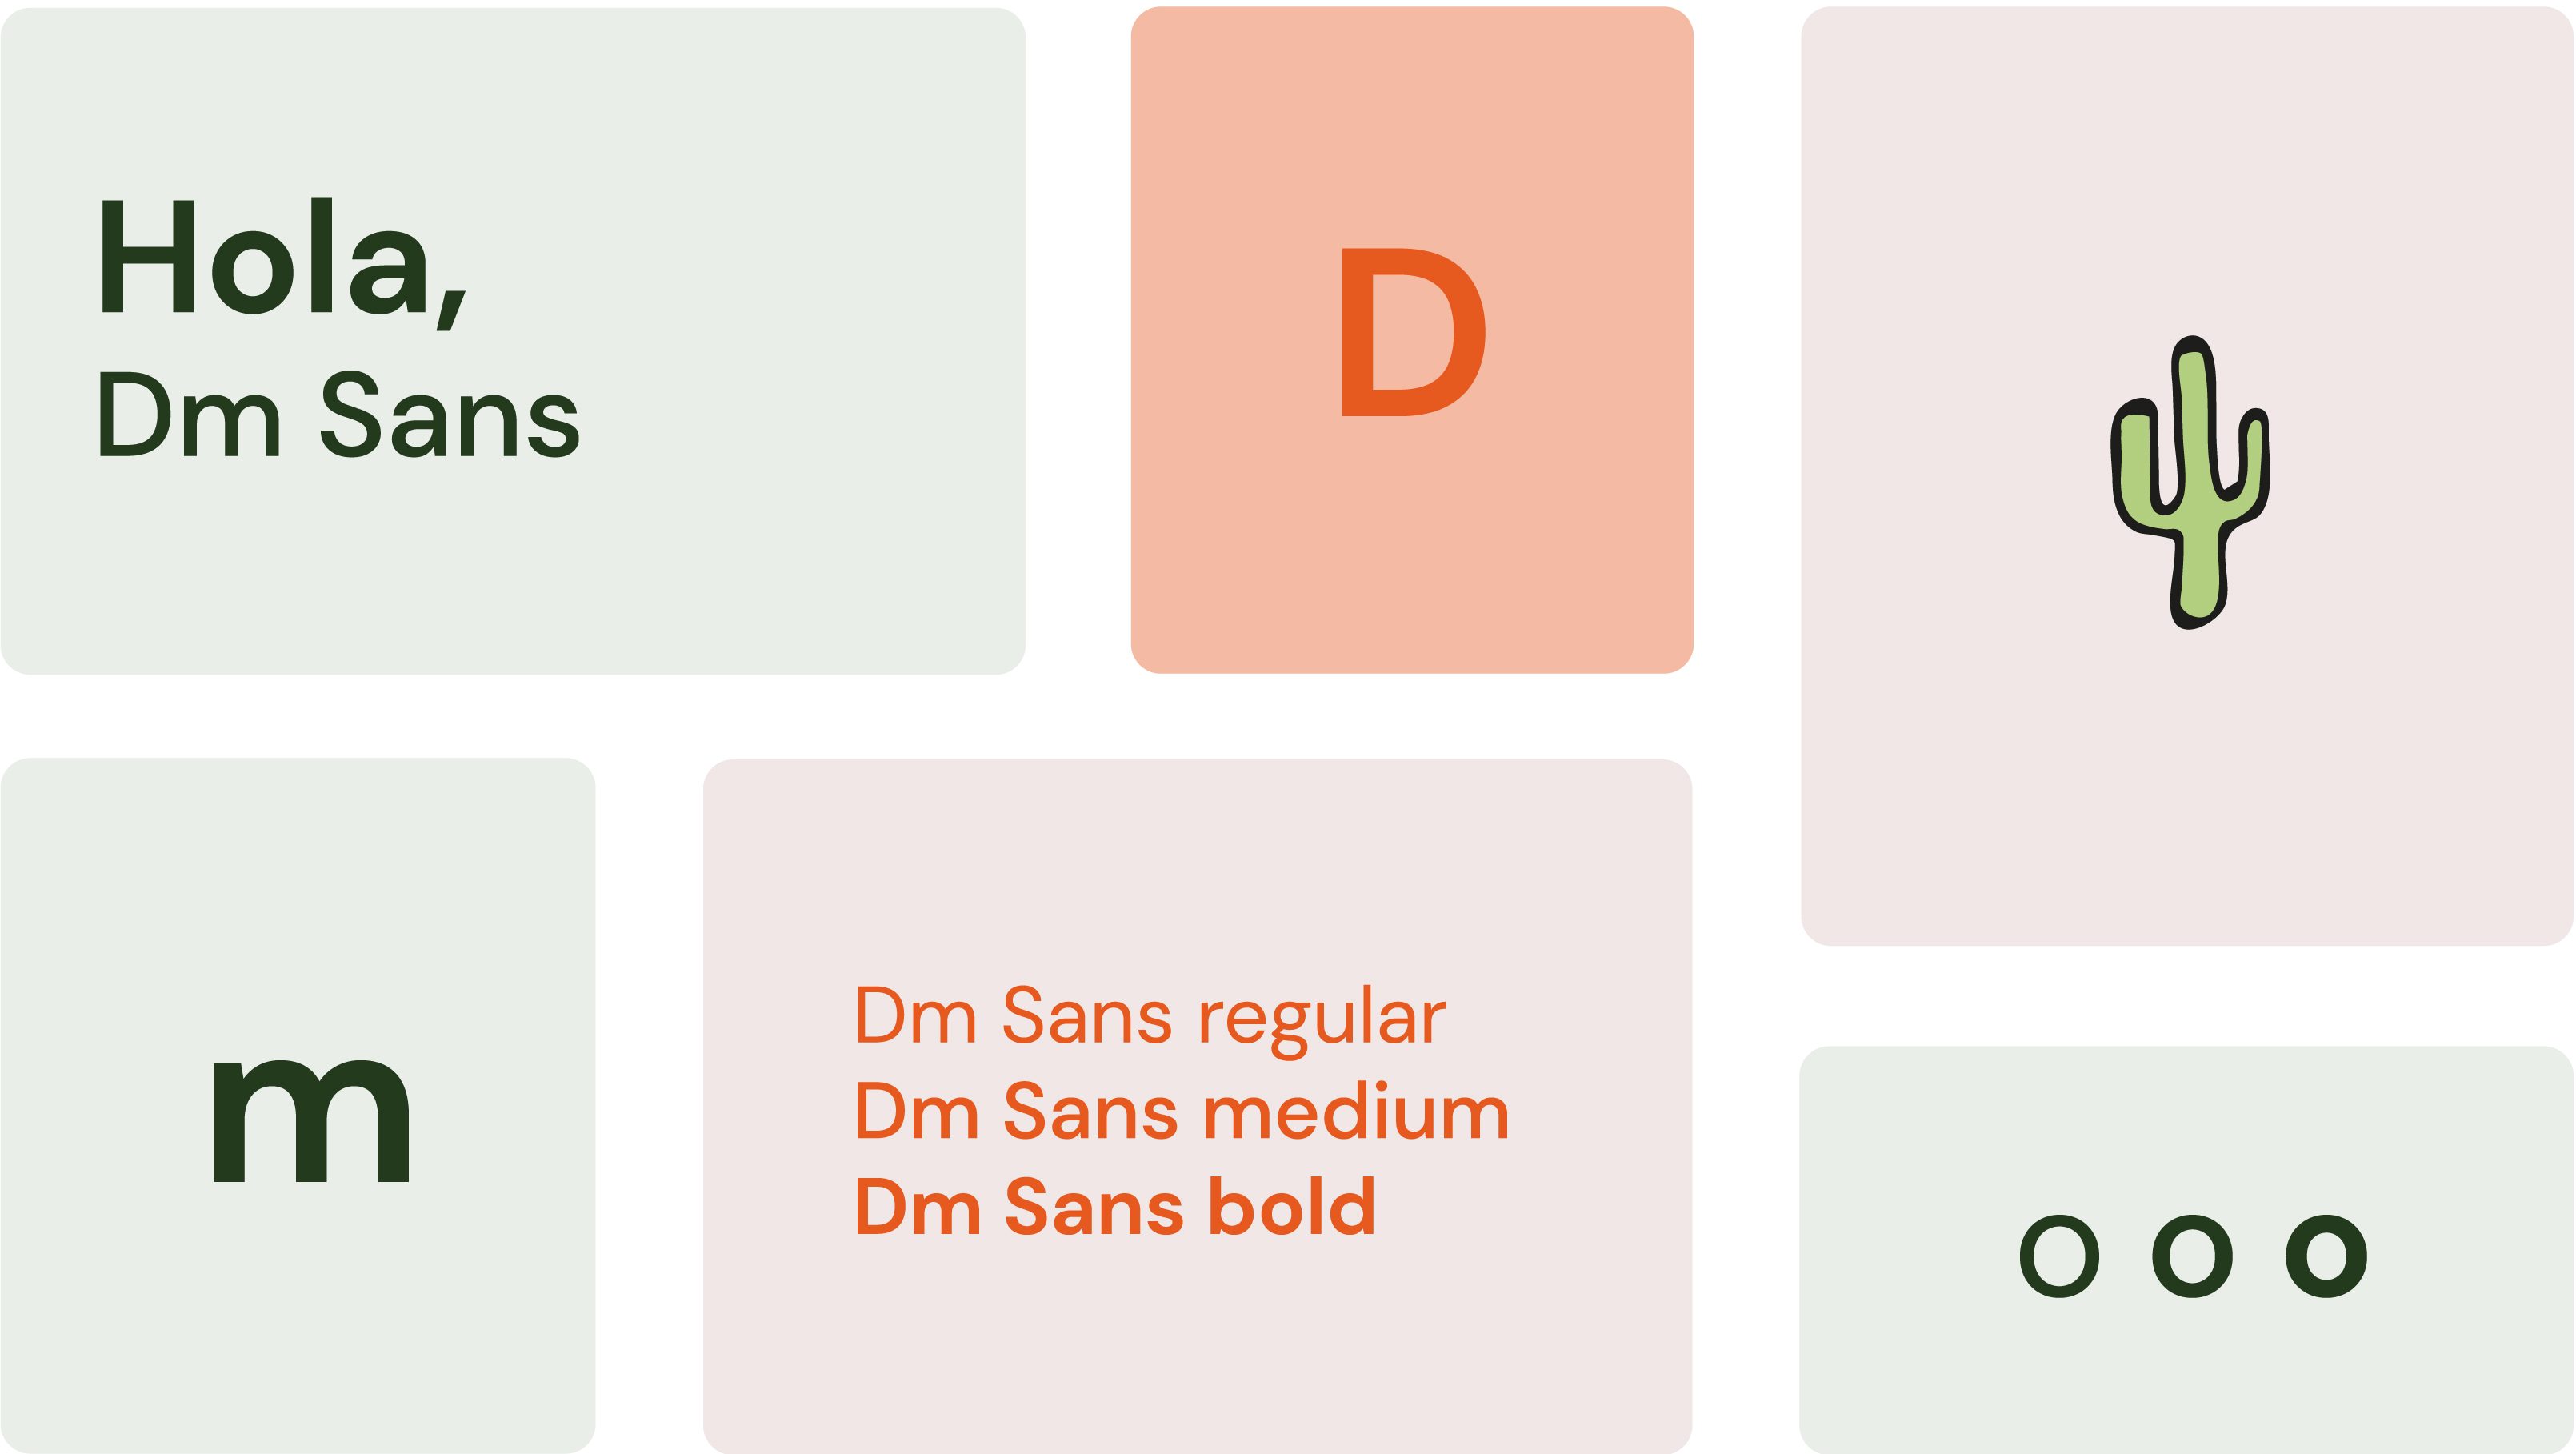 Hola,
Dm Sans
D
m
Dm Sans regular
Dm Sans medium
Dm Sans bold
o o o